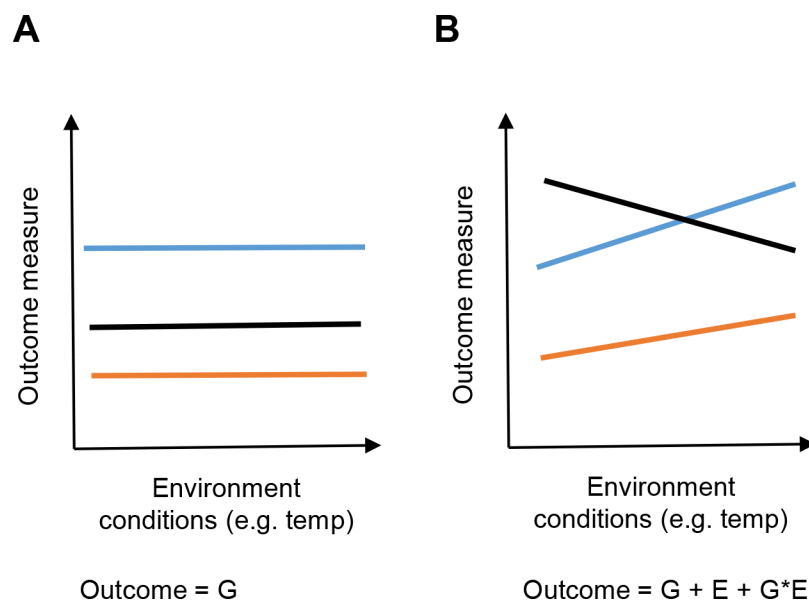 A
B
Outcome measure
Outcome measure
Environment
conditions (e.g. temp)
Environment
conditions (e.g. temp)
Outcome = G
Outcome = G + E + G*E